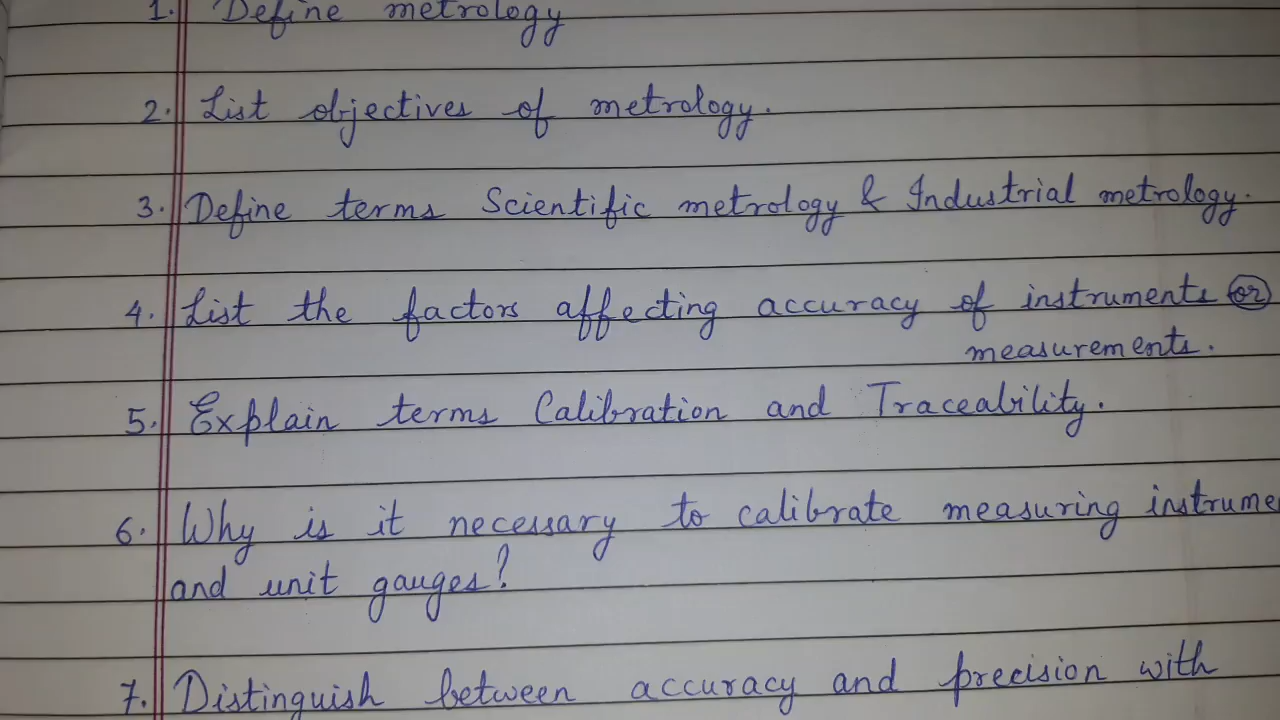 1. Define metrology
2. List objectives of metrology.
3. Define terms Scientific metrology & Industrial metrology.
4. List the factors affecting accuracy of instruments or
measurements.
5. Explain terms Calibration and Traceability.
6. Why is it necessary to calibrate measuring instrume
and unit gauges?
7. Distinguish between accuracy and precision with